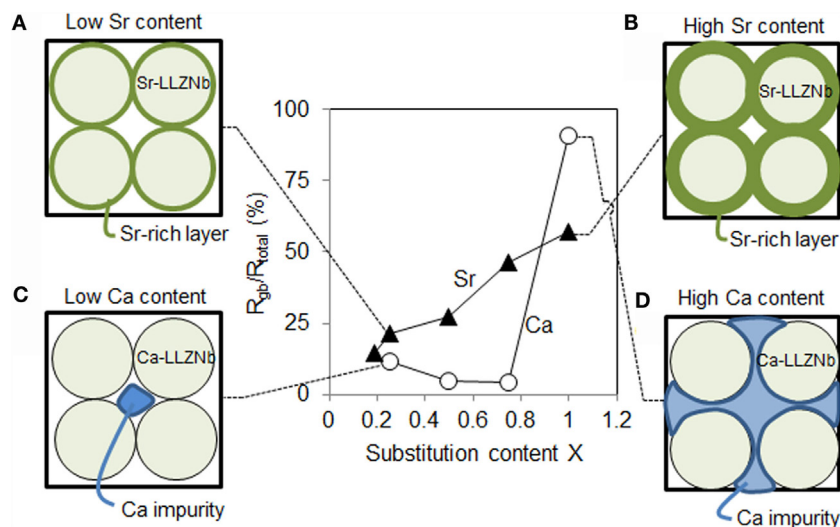 A
Low Sr content
Sr-LLZNb
Sr-rich layer
B
High Sr content
Sr-LLZNb
Sr-rich layer
100
75
50
25
0
R_gb/R_total (%)
Sr
Ca
0
0.2
0.4
0.6
0.8
1
1.2
Substitution content X
C
Low Ca content
Ca-LLZNb
Ca impurity
D
High Ca content
Ca-LLZNb
Ca impurity